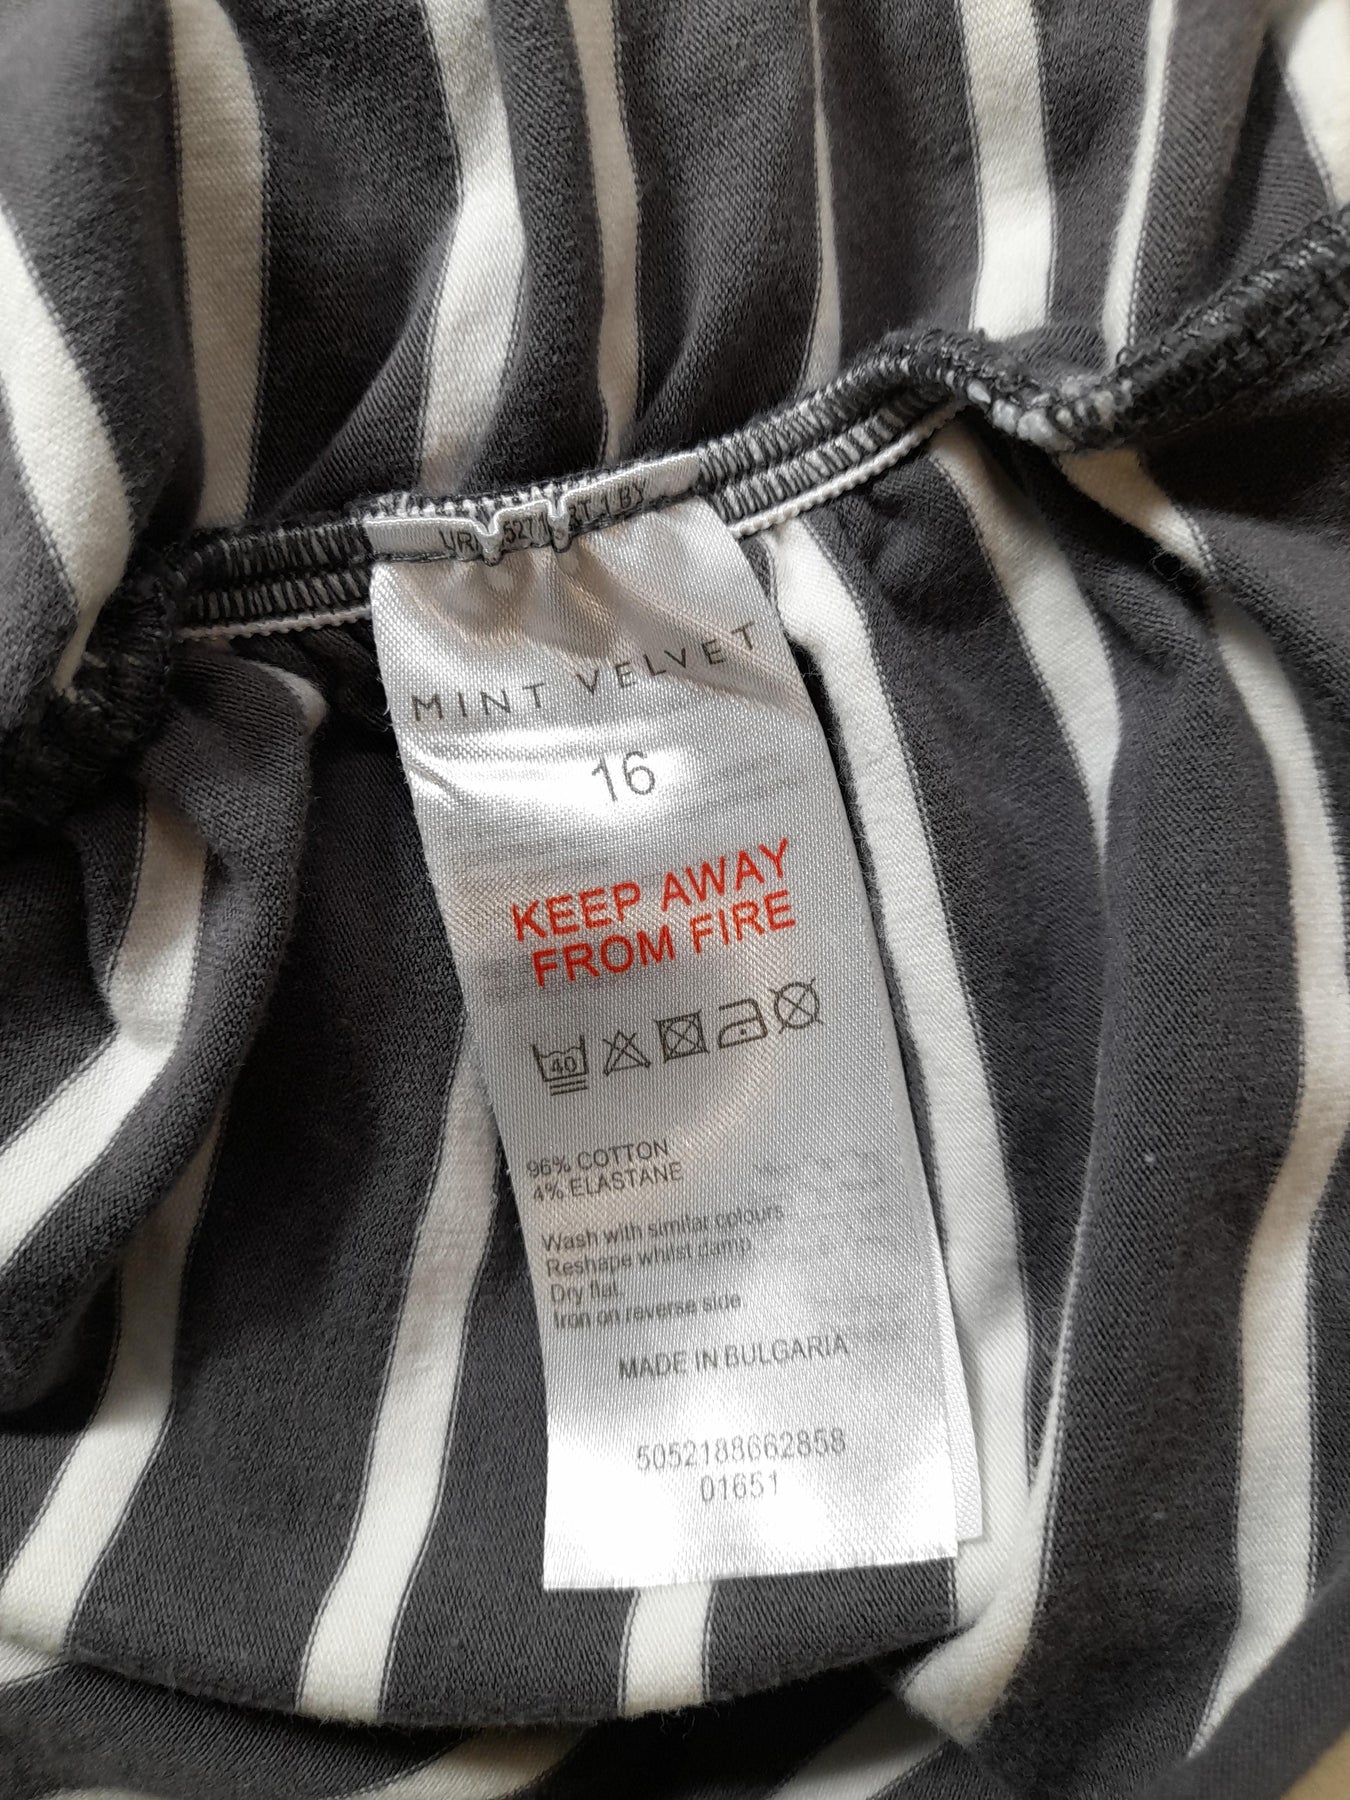 MINT VELVET
16
KEEP AWAY
FROM FIRE
40
96% COTTON
4% ELASTANE
Wash with similar colours
Reshape whilst damp
Dry flat.
Iron on reverse side.
MADE IN BULGARIA
5052188662858
01651